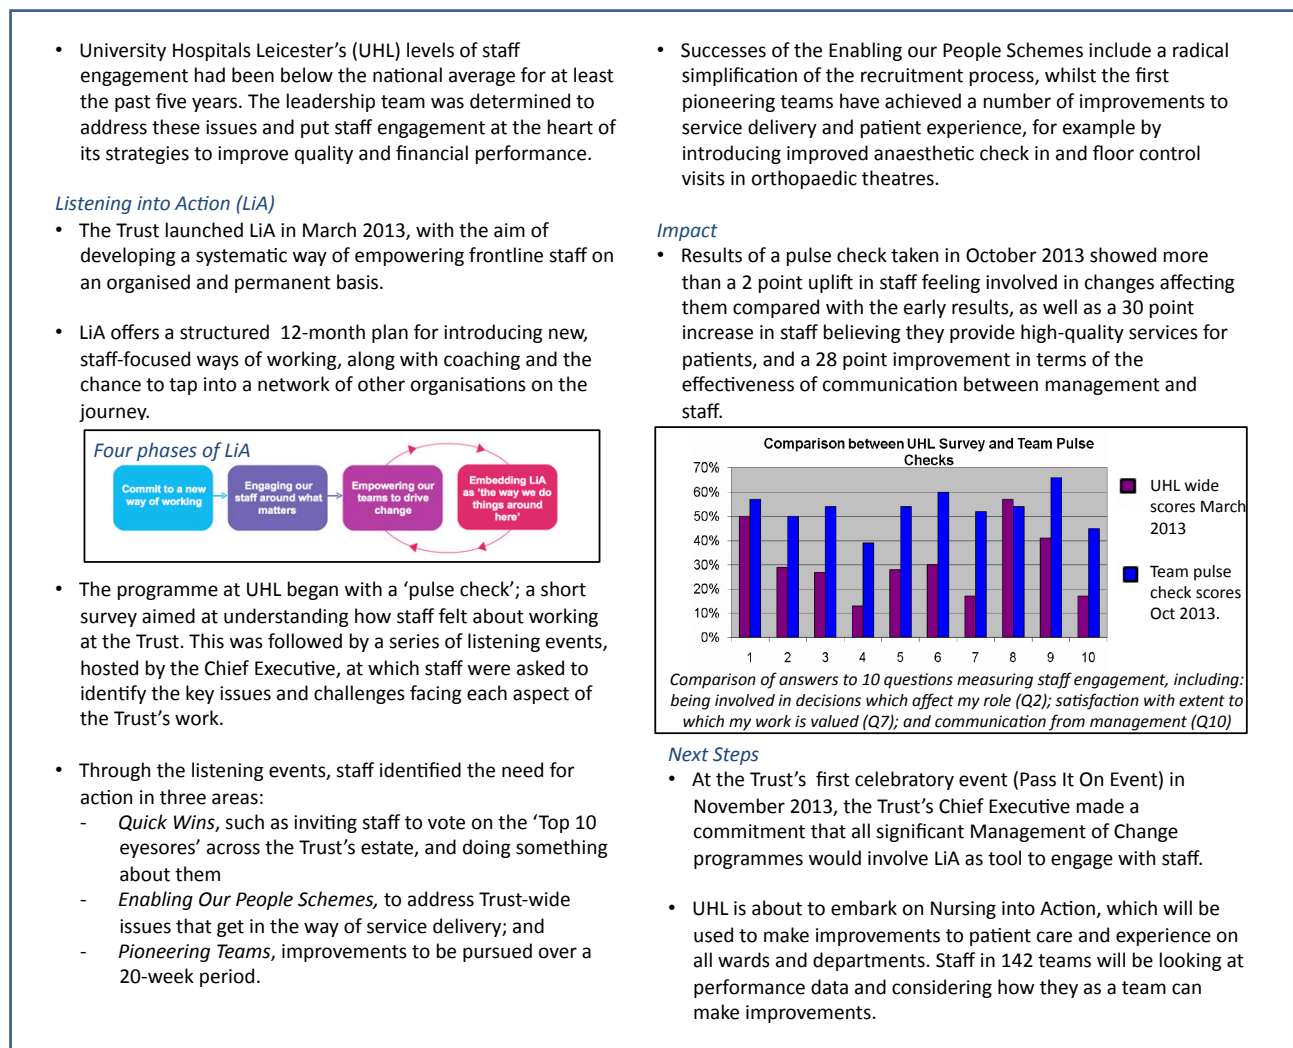 • University Hospitals Leicester's (UHL) levels of staff
engagement had been below the national average for at least
the past five years. The leadership team was determined to
address these issues and put staff engagement at the heart of
its strategies to improve quality and financial performance.
Listening into Action (LiA)
• The Trust launched LiA in March 2013, with the aim of
developing a systematic way of empowering frontline staff on
an organised and permanent basis.
• LiA offers a structured 12-month plan for introducing new,
staff-focused ways of working, along with coaching and the
chance to tap into a network of other organisations on the
journey.
Four phases of LiA
Commit to a new
way of working
Engaging our
staff around what
matters
Empowering our
teams to drive
change
Embedding LiA
as 'the way we do
things around
here'
• The programme at UHL began with a 'pulse check'; a short
survey aimed at understanding how staff felt about working
at the Trust. This was followed by a series of listening events,
hosted by the Chief Executive, at which staff were asked to
identify the key issues and challenges facing each aspect of
the Trust's work.
• Through the listening events, staff identified the need for
action in three areas:
- Quick Wins, such as inviting staff to vote on the 'Top 10
eyesores' across the Trust's estate, and doing something
about them
- Enabling Our People Schemes, to address Trust-wide
issues that get in the way of service delivery; and
- Pioneering Teams, improvements to be pursued over a
20-week period.
• Successes of the Enabling our People Schemes include a radical
simplification of the recruitment process, whilst the first
pioneering teams have achieved a number of improvements to
service delivery and patient experience, for example by
introducing improved anaesthetic check in and floor control
visits in orthopaedic theatres.
Impact
• Results of a pulse check taken in October 2013 showed more
than a 2 point uplift in staff feeling involved in changes affecting
them compared with the early results, as well as a 30 point
increase in staff believing they provide high-quality services for
patients, and a 28 point improvement in terms of the
effectiveness of communication between management and
staff.
Comparison between UHL Survey and Team Pulse
Checks
70%
60%
50%
40%
30%
20%
10%
0%
1 2 3 4 5 6 7 8 9 10
UHL wide
scores March
2013
Team pulse
check scores
Oct 2013.
Comparison of answers to 10 questions measuring staff engagement, including:
being involved in decisions which affect my role (Q2); satisfaction with extent to
which my work is valued (Q7); and communication from management (Q10)
Next Steps
• At the Trust's first celebratory event (Pass It On Event) in
November 2013, the Trust's Chief Executive made a
commitment that all significant Management of Change
programmes would involve LiA as tool to engage with staff.
• UHL is about to embark on Nursing into Action, which will be
used to make improvements to patient care and experience on
all wards and departments. Staff in 142 teams will be looking at
performance data and considering how they as a team can
make improvements.